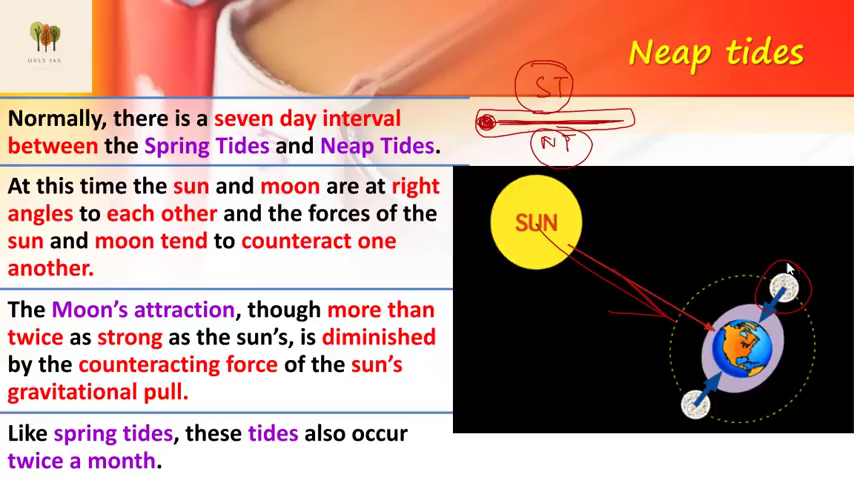 Neap tides
ONLY IAS
ST
NT
Normally, there is a seven day interval
between the Spring Tides and Neap Tides.
At this time the sun and moon are at right
angles to each other and the forces of the
sun and moon tend to counteract one
another.
The Moon's attraction, though more than
twice as strong as the sun's, is diminished
by the counteracting force of the sun's
gravitational pull.
Like spring tides, these tides also occur
twice a month.
SUN